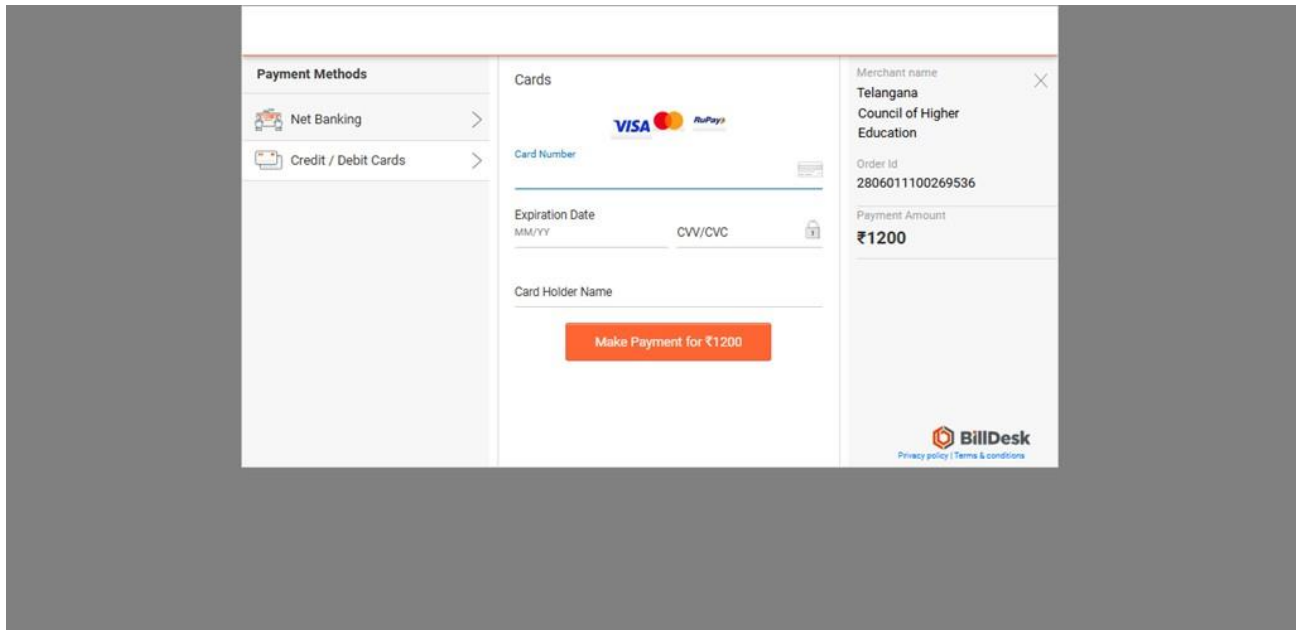 Payment Methods
Net Banking
Credit / Debit Cards
Cards
VISA RuPay
Card Number
Expiration Date
MM/YY
CVV/CVC
Card Holder Name
Make Payment for ₹1200
Merchant name
Telangana
Council of Higher
Education
Order Id
2806011100269536
Payment Amount
₹1200
BillDesk
Privacy policy | Terms & conditions